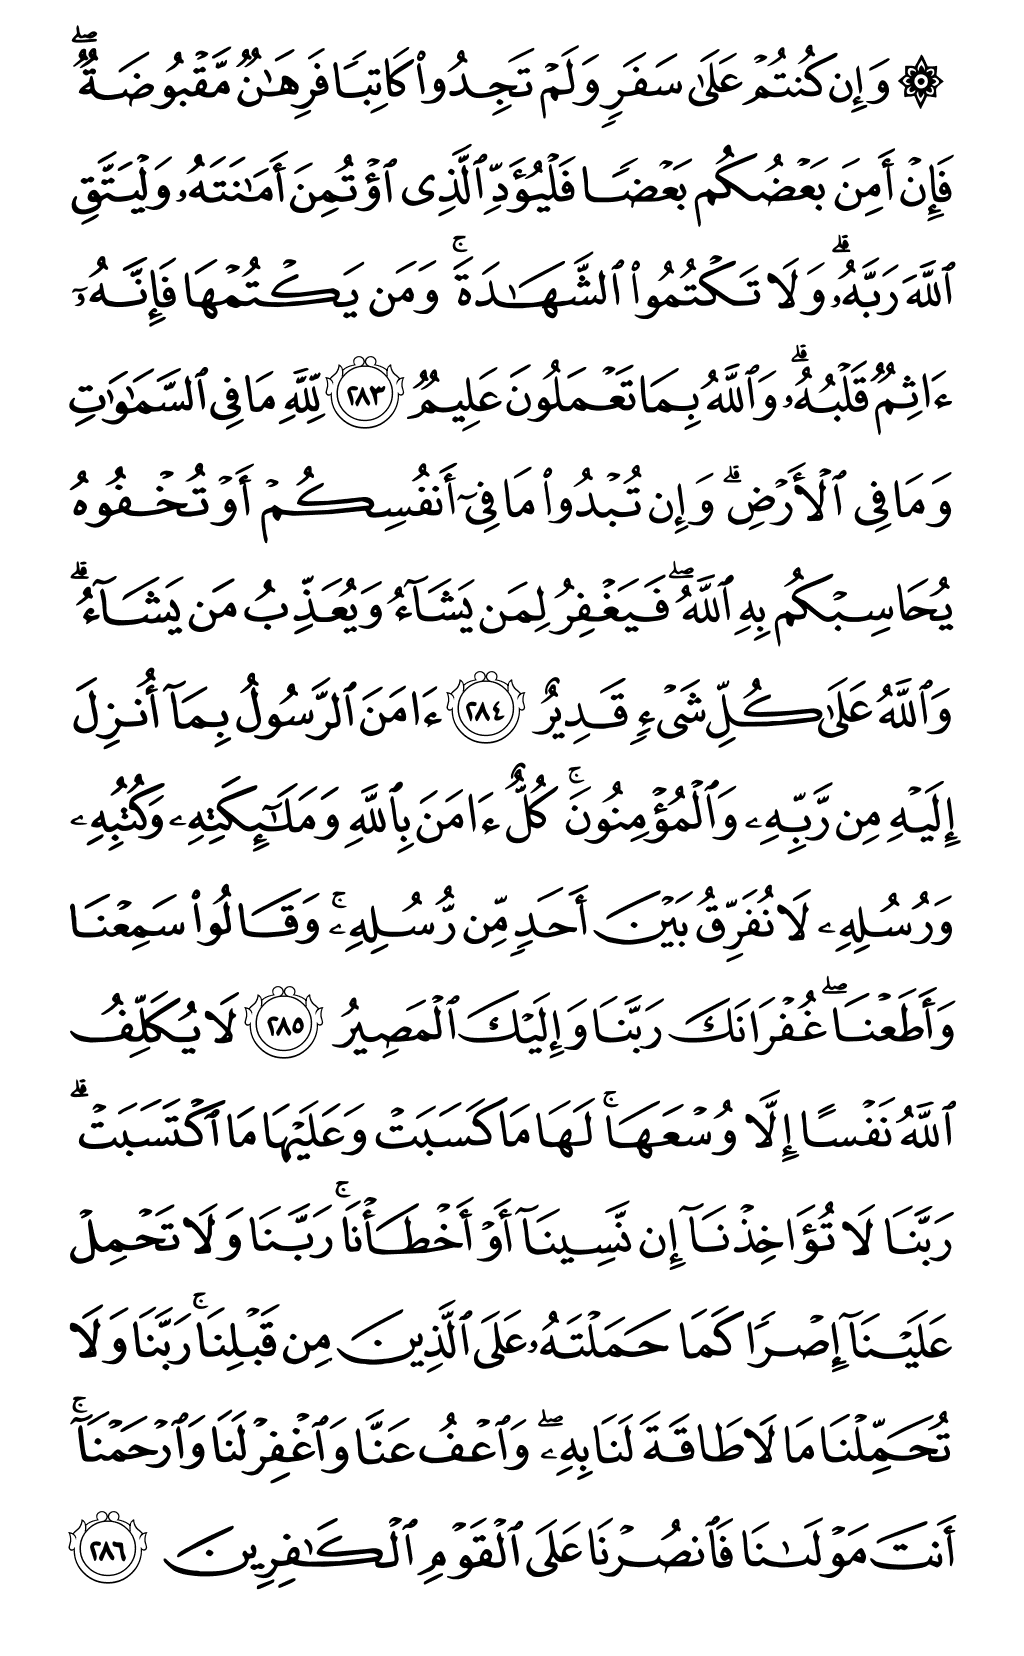 ۞ وَإِن كُنتُمْ عَلَىٰ سَفَرٍ وَلَمْ تَجِدُوا۟ كَاتِبًا فَرِهَـٰنٌ مَّقْبُوضَةٌ ۖ
فَإِنْ أَمِنَ بَعْضُكُم بَعْضًا فَلْيُؤَدِّ ٱلَّذِى ٱؤْتُمِنَ أَمَـٰنَتَهُۥ وَلْيَتَّقِ
ٱللَّهَ رَبَّهُۥ ۗ وَلَا تَكْتُمُوا۟ ٱلشَّهَـٰدَةَ ۚ وَمَن يَكْتُمْهَا فَإِنَّهُۥٓ
ءَاثِمٌ قَلْبُهُۥ ۗ وَٱللَّهُ بِمَا تَعْمَلُونَ عَلِيمٌ ٢٨٣ لِّلَّهِ مَا فِى ٱلسَّمَـٰوَٰتِ
وَمَا فِى ٱلْأَرْضِ ۗ وَإِن تُبْدُوا۟ مَا فِىٓ أَنفُسِكُمْ أَوْ تُخْفُوهُ
يُحَاسِبْكُم بِهِ ٱللَّهُ ۖ فَيَغْفِرُ لِمَن يَشَآءُ وَيُعَذِّبُ مَن يَشَآءُ ۗ
وَٱللَّهُ عَلَىٰ كُلِّ شَىْءٍ قَدِيرٌ ٢٨٤ ءَامَنَ ٱلرَّسُولُ بِمَآ أُنزِلَ
إِلَيْهِ مِن رَّبِّهِۦ وَٱلْمُؤْمِنُونَ ۚ كُلٌّ ءَامَنَ بِٱللَّهِ وَمَلَـٰٓئِكَتِهِۦ وَكُتُبِهِۦ
وَرُسُلِهِۦ لَا نُفَرِّقُ بَيْنَ أَحَدٍ مِّن رُّسُلِهِۦ ۚ وَقَالُوا۟ سَمِعْنَا
وَأَطَعْنَا ۖ غُفْرَانَكَ رَبَّنَا وَإِلَيْكَ ٱلْمَصِيرُ ٢٨٥ لَا يُكَلِّفُ
ٱللَّهُ نَفْسًا إِلَّا وُسْعَهَا ۚ لَهَا مَا كَسَبَتْ وَعَلَيْهَا مَا ٱكْتَسَبَتْ ۗ
رَبَّنَا لَا تُؤَاخِذْنَآ إِن نَّسِينَآ أَوْ أَخْطَأْنَا ۚ رَبَّنَا وَلَا تَحْمِلْ
عَلَيْنَآ إِصْرًا كَمَا حَمَلْتَهُۥ عَلَى ٱلَّذِينَ مِن قَبْلِنَا ۚ رَبَّنَا وَلَا
تُحَمِّلْنَا مَا لَا طَاقَةَ لَنَا بِهِۦ ۖ وَٱعْفُ عَنَّا وَٱغْفِرْ لَنَا وَٱرْحَمْنَآ ۚ
أَنتَ مَوْلَىٰنَا فَٱنصُرْنَا عَلَى ٱلْقَوْمِ ٱلْكَـٰفِرِينَ ٢٨٦